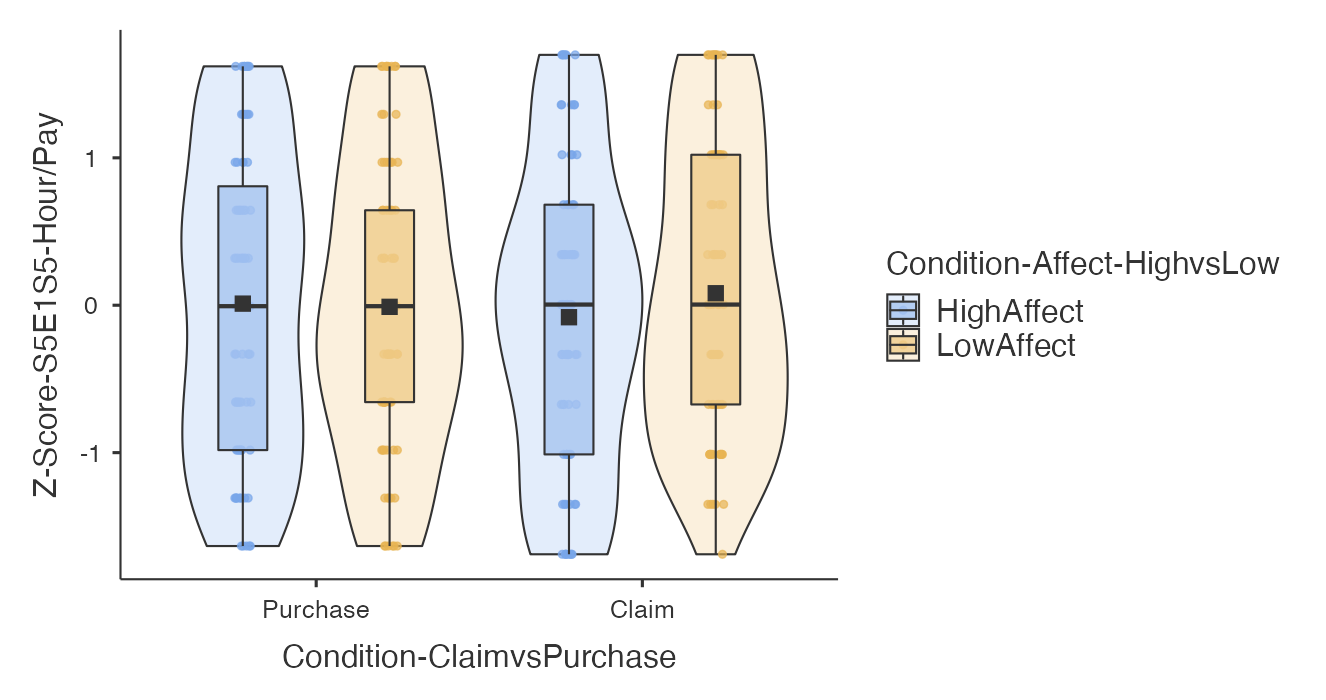 Z-Score-S5E1S5-Hour/Pay
1
0
-1
Purchase
Claim
Condition-ClaimvsPurchase
Condition-Affect-HighvsLow
HighAffect
LowAffect